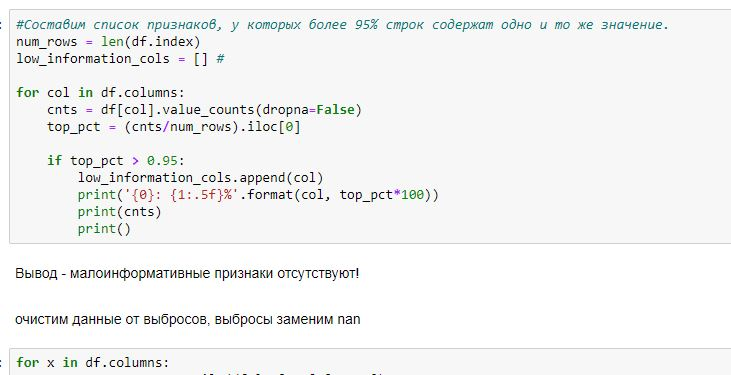 #Составим список признаков, у которых более 95% строк содержат одно и то же значение.
num_rows = len(df.index)
low_information_cols = [] #
for col in df.columns:
    cnts = df[col].value_counts(dropna=False)
    top_pct = (cnts/num_rows).iloc[0]
    if top_pct > 0.95:
        low_information_cols.append(col)
        print('{0}: {1:.5f}%'.format(col, top_pct*100))
        print(cnts)
        print()
Вывод - малоинформативные признаки отсутствуют!
очистим данные от выбросов, выбросы заменим nan
for x in df.columns: